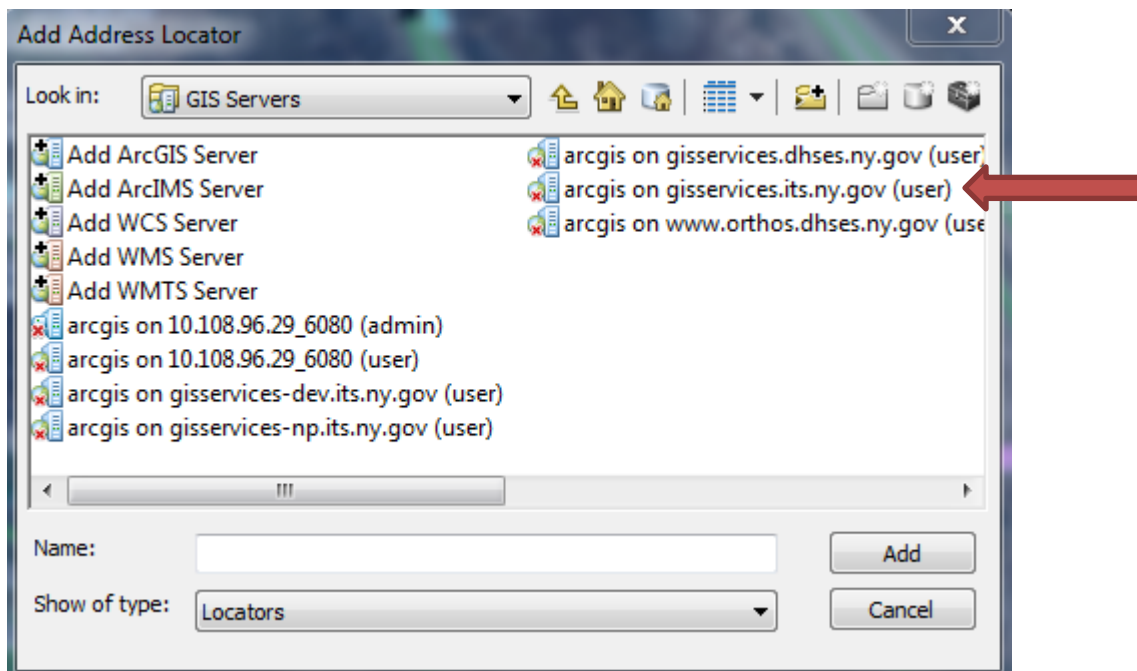 Add Address Locator
x
Look in: GIS Servers
Add ArcGIS Server
Add ArcIMS Server
Add WCS Server
Add WMS Server
Add WMTS Server
arcgis on 10.108.96.29_6080 (admin)
arcgis on 10.108.96.29_6080 (user)
arcgis on gisservices-dev.its.ny.gov (user)
arcgis on gisservices-np.its.ny.gov (user)
arcgis on gisservices.dhses.ny.gov (user)
arcgis on gisservices.its.ny.gov (user)
arcgis on www.orthos.dhses.ny.gov (use
Name:
Add
Show of type: Locators
Cancel